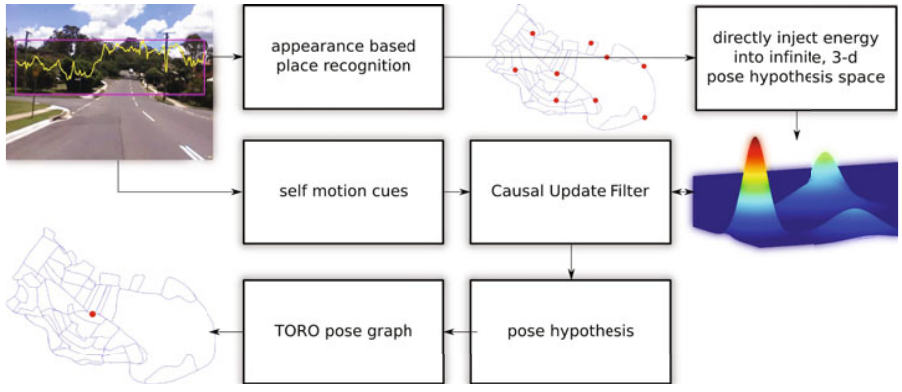 appearance based
place recognition
directly inject energy
into infinite, 3-d
pose hypothesis space
self motion cues
Causal Update Filter
TORO pose graph
pose hypothesis